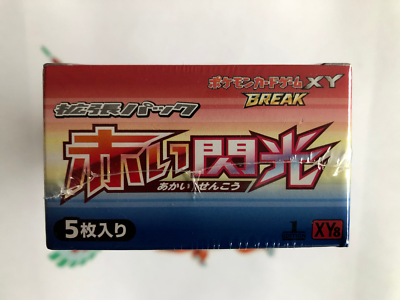 ポケモンカードゲームXY
BREAK
拡張パック
赤い閃光
あかい せんこう
5枚入り
1
XY8